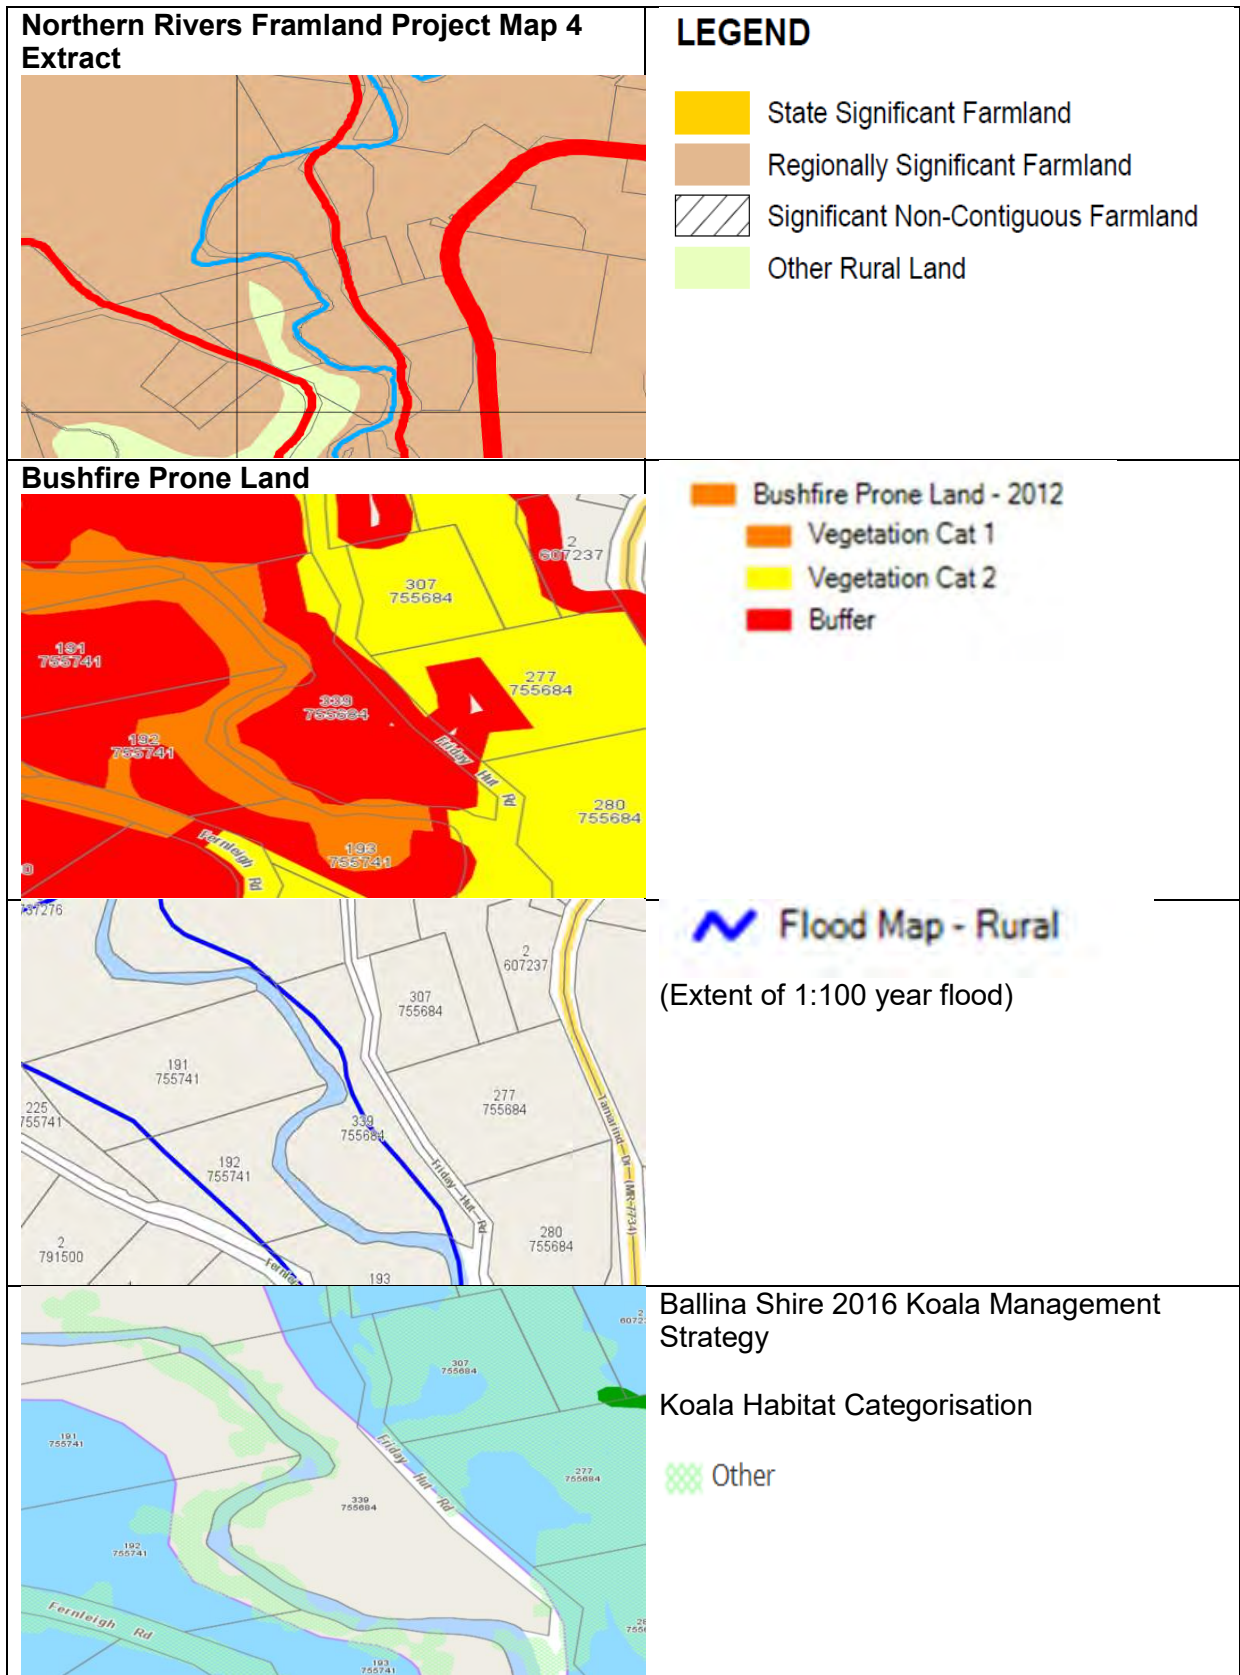 Northern Rivers Framland Project Map 4
Extract
LEGEND
State Significant Farmland
Regionally Significant Farmland
Significant Non-Contiguous Farmland
Other Rural Land
Bushfire Prone Land
2
607237
307
755684
191
755741
277
755684
339
755684
192
755741
Friday Hut Rd
280
755684
Fernleigh
Rd
193
755741
Bushfire Prone Land - 2012
Vegetation Cat 1
Vegetation Cat 2
Buffer
2
607237
307
755684
191
755741
277
755684
225
755741
339
755684
Tamarind Dr (MR-7734)
192
755741
Friday Hut Rd
2
791500
280
755684
193
Flood Map - Rural
(Extent of 1:100 year flood)
307
755684
191
755741
Friday Hut Rd
277
755684
339
755684
192
755741
Fernleigh Rd
193
755741
Ballina Shire 2016 Koala Management
Strategy
Koala Habitat Categorisation
Other